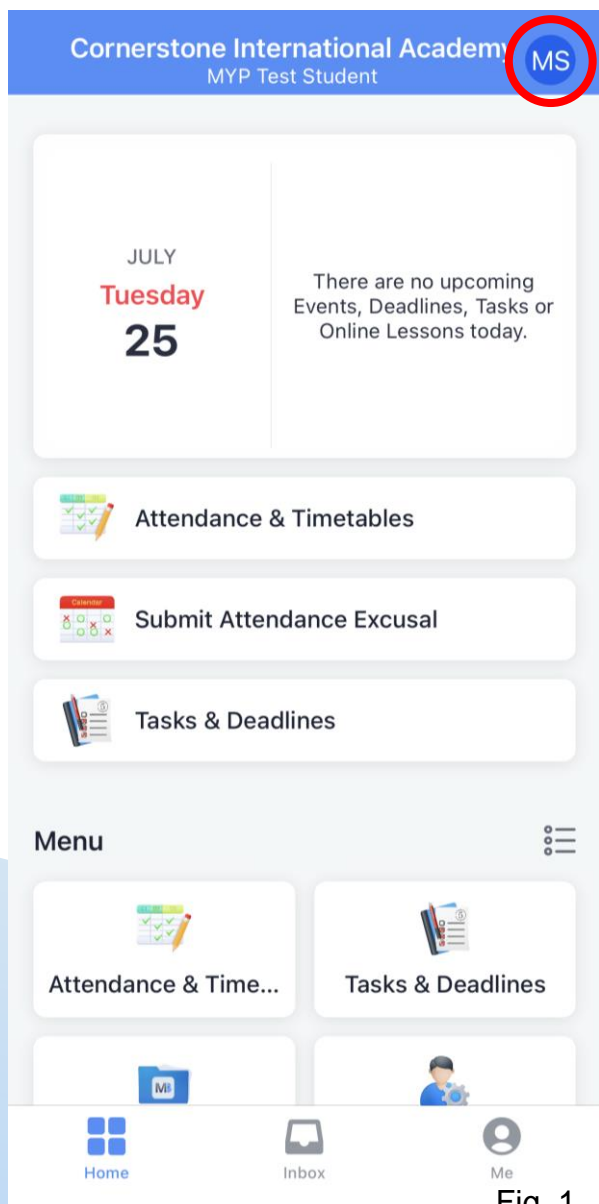 Cornerstone International Academy
MS
MYP Test Student
JULY
Tuesday
25
There are no upcoming
Events, Deadlines, Tasks or
Online Lessons today.
Attendance & Timetables
Calendar
Submit Attendance Excusal
Tasks & Deadlines
Menu
Attendance & Time...
Tasks & Deadlines
MB
Home
Inbox
Me
Fig. 1